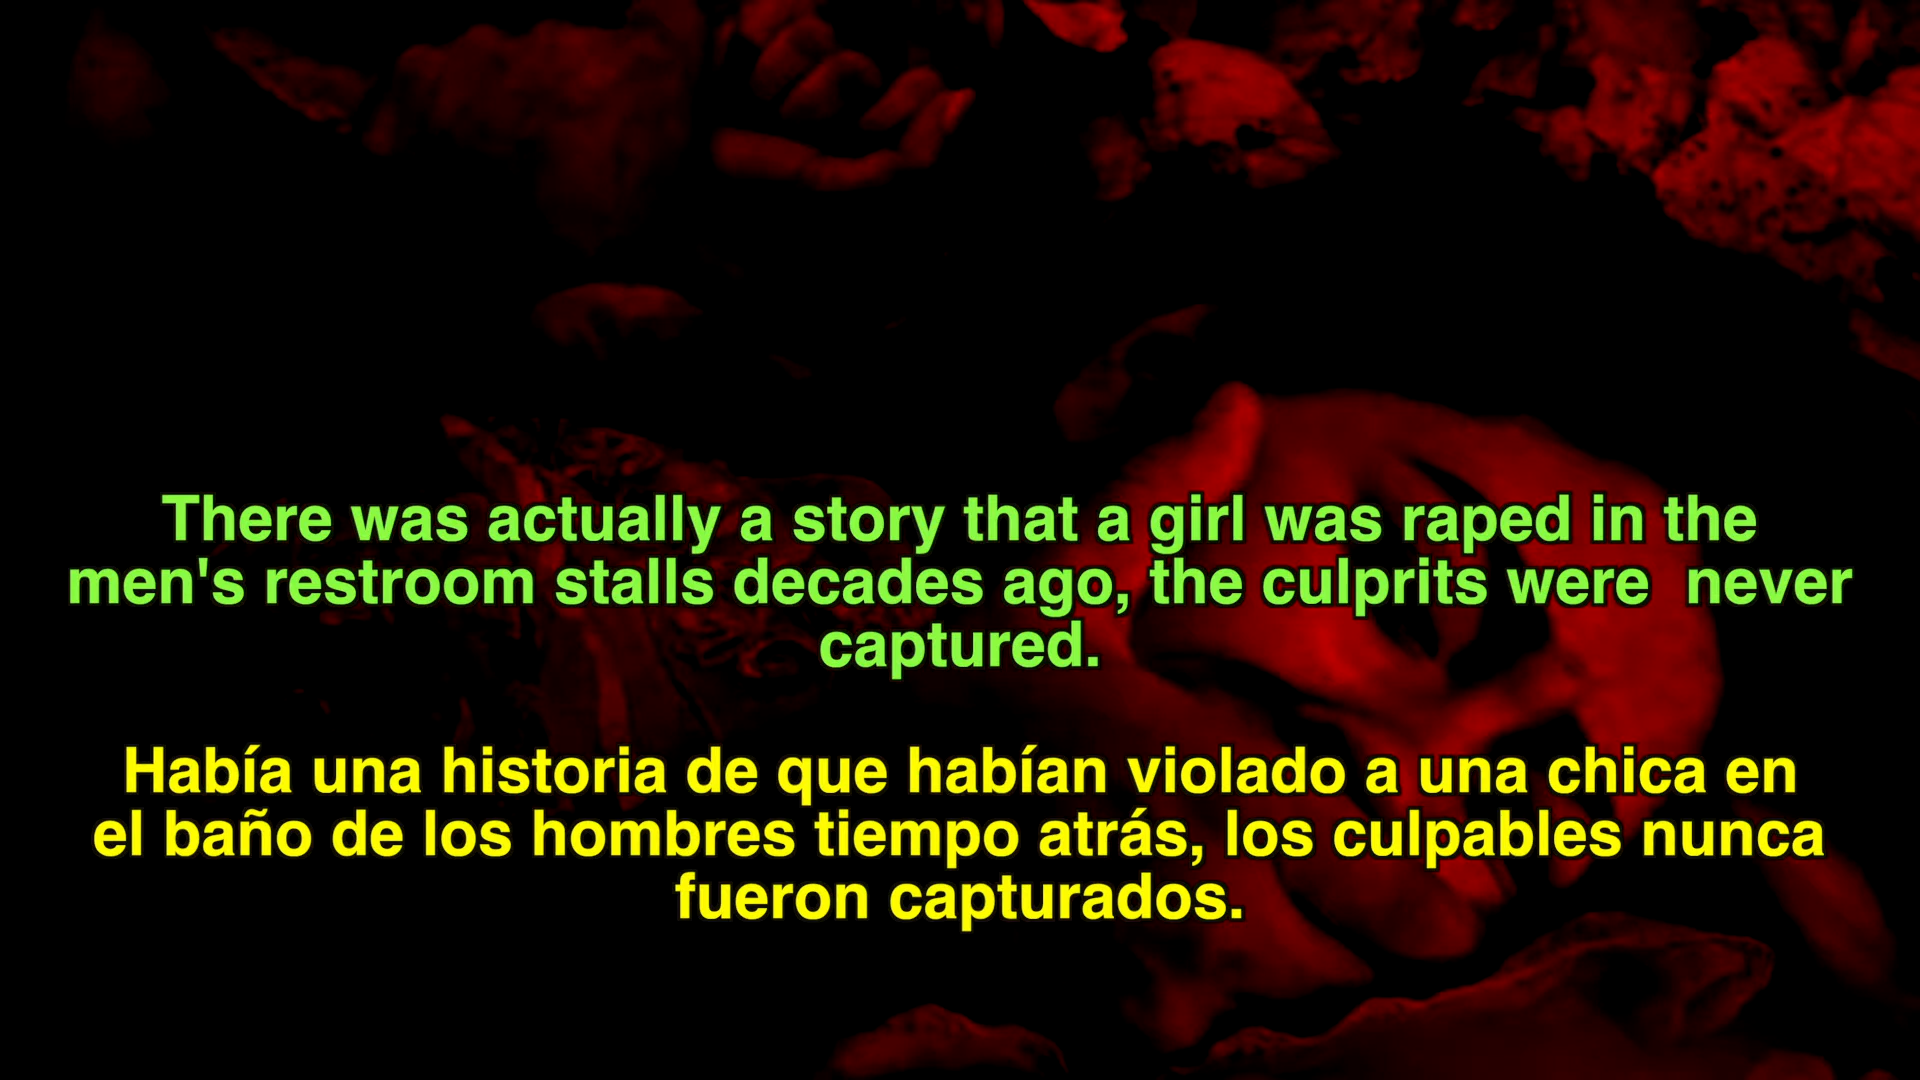 There was actually a story that a girl was raped in the
men's restroom stalls decades ago, the culprits were  never
captured.
Había una historia de que habían violado a una chica en
el baño de los hombres tiempo atrás, los culpables nunca
fueron capturados.